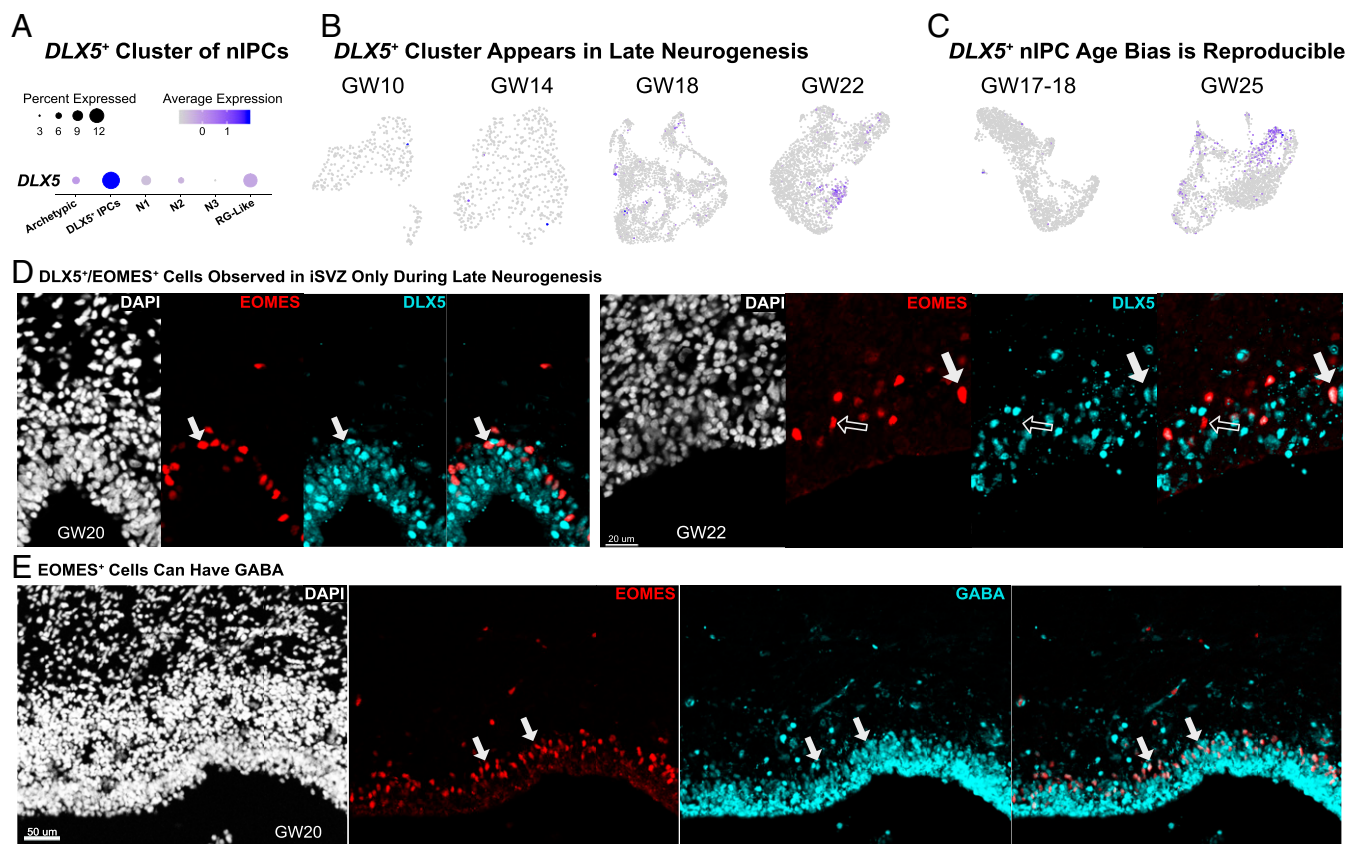 A
DLX5+ Cluster of nIPCs
Percent Expressed
3 6 9 12
Average Expression
0 1
DLX5
Archetypic DLX5+ IPCs N1 N2 N3 RG-Like
B
DLX5+ Cluster Appears in Late Neurogenesis
GW10 GW14 GW18 GW22
C
DLX5+ nIPC Age Bias is Reproducible
GW17-18 GW25
D DLX5+/EOMES+ Cells Observed in iSVZ Only During Late Neurogenesis
DAPI EOMES DLX5
GW20
DAPI EOMES DLX5
20 um GW22
E EOMES+ Cells Can Have GABA
DAPI EOMES GABA
50 um GW20